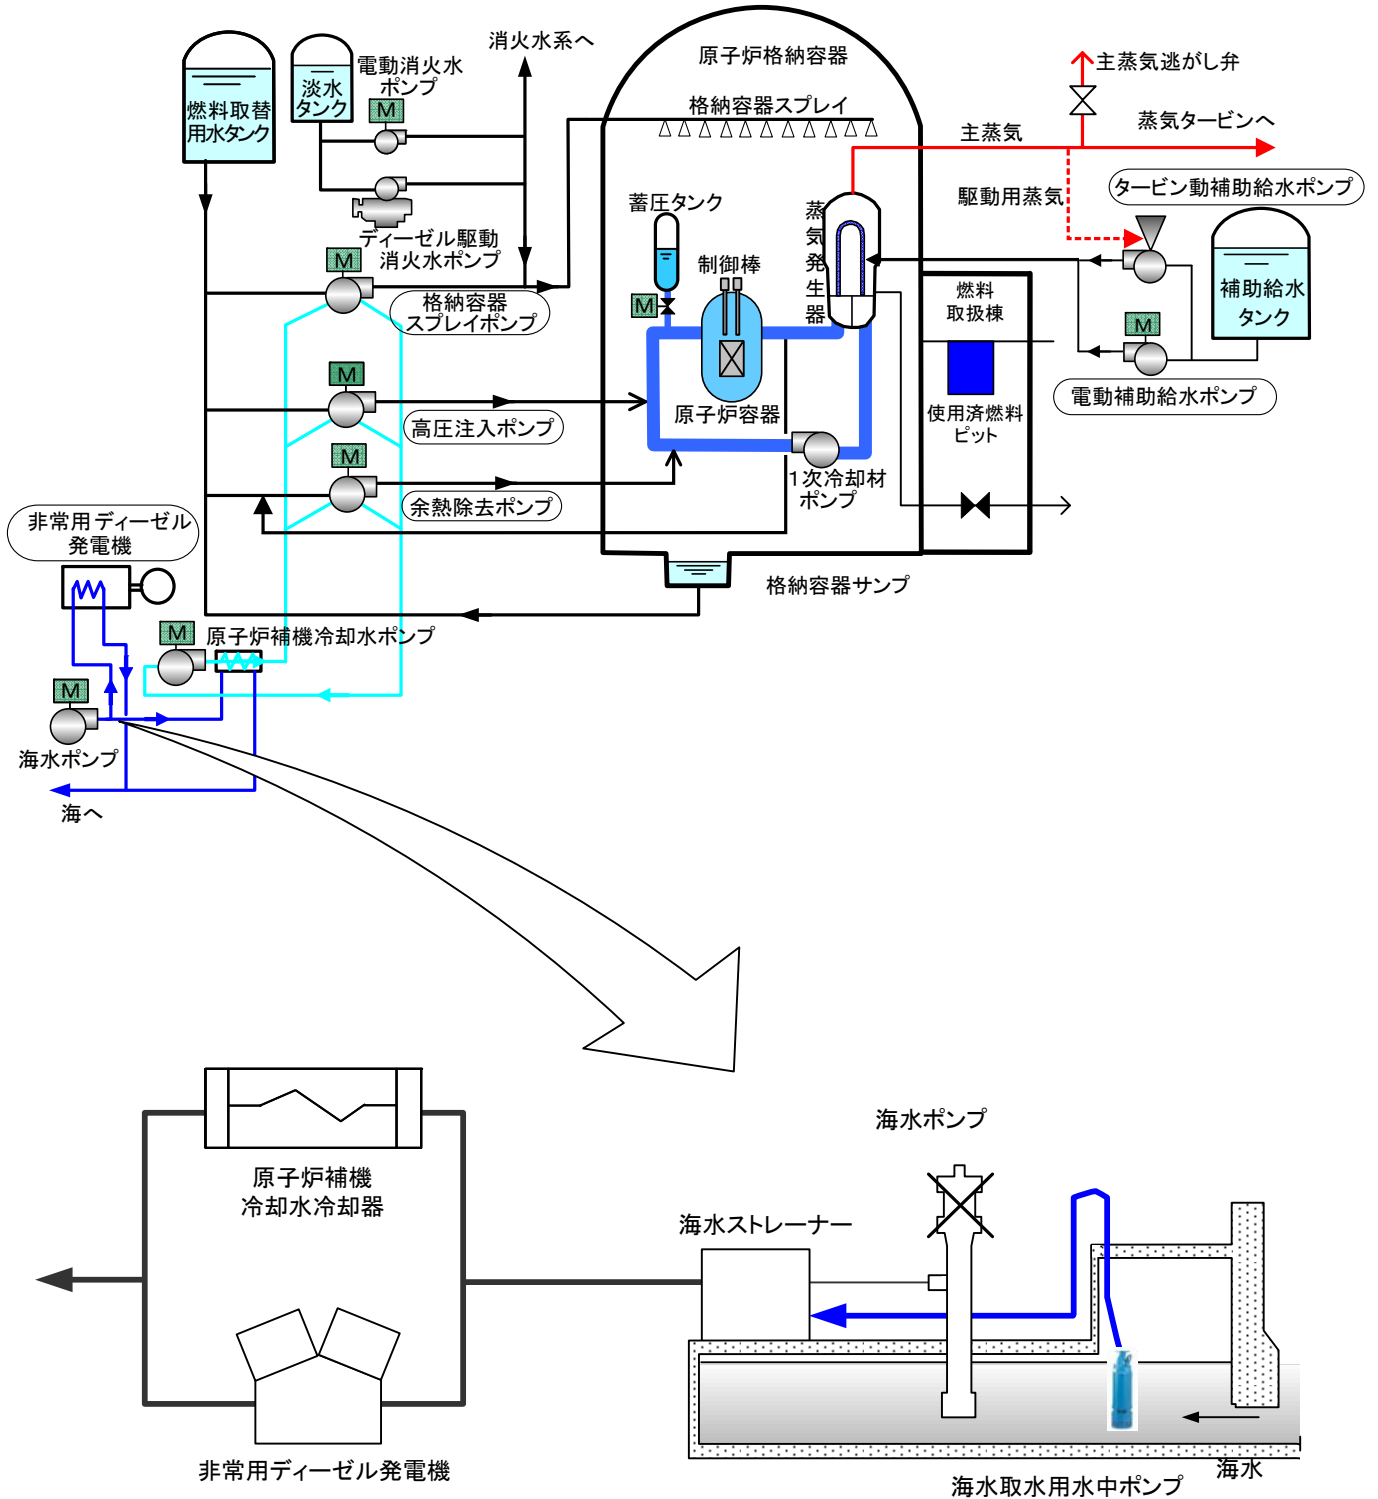 消火水系へ
原子炉格納容器
主蒸気逃がし弁
電動消火水
ポンプ
淡水
タンク
M
燃料取替
用水タンク
格納容器スプレイ
主蒸気
蒸気タービンへ
駆動用蒸気
タービン動補助給水ポンプ
蓄圧タンク
蒸気発生器
ディーゼル駆動
消火水ポンプ
M
制御棒
格納容器
スプレイポンプ
M
燃料
取扱棟
補助給水
タンク
M
M
電動補助給水ポンプ
原子炉容器
高圧注入ポンプ
使用済燃料
ピット
M
1次冷却材
ポンプ
余熱除去ポンプ
非常用ディーゼル
発電機
格納容器サンプ
M
原子炉補機冷却水ポンプ
M
海水ポンプ
海へ
海水ポンプ
原子炉補機
冷却水冷却器
海水ストレーナー
非常用ディーゼル発電機
海水
海水取水用水中ポンプ